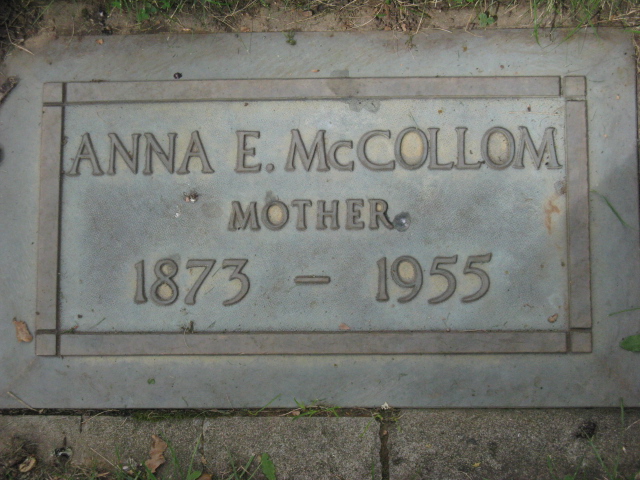 ANNA E. McCOLLOM
MOTHER
1873 – 1955